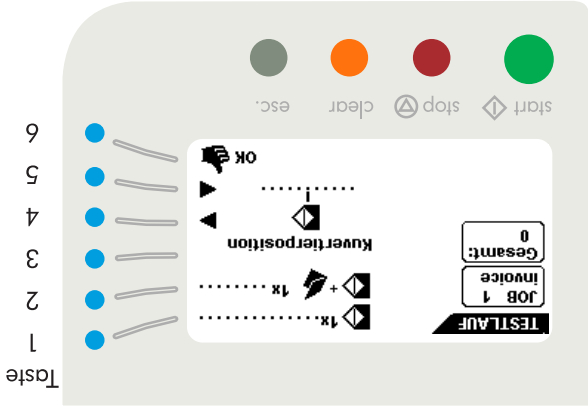 Taste
TESTLAUF
1x 1
JOB 1
invoice
+ 1x 2
Gesamt:
0
3
Kuvertierposition
4
5
OK 6
start stop clear esc.